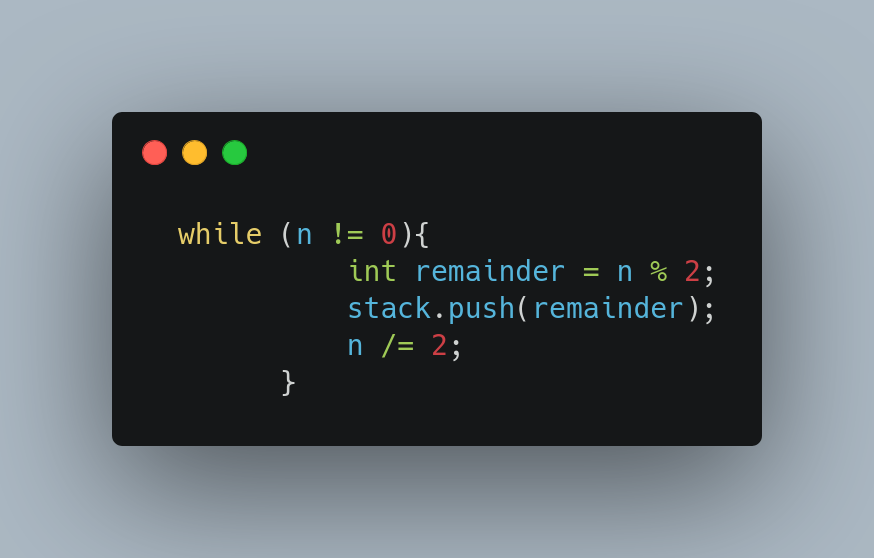 while (n != 0){
int remainder = n % 2;
stack.push(remainder);
n /= 2;
}